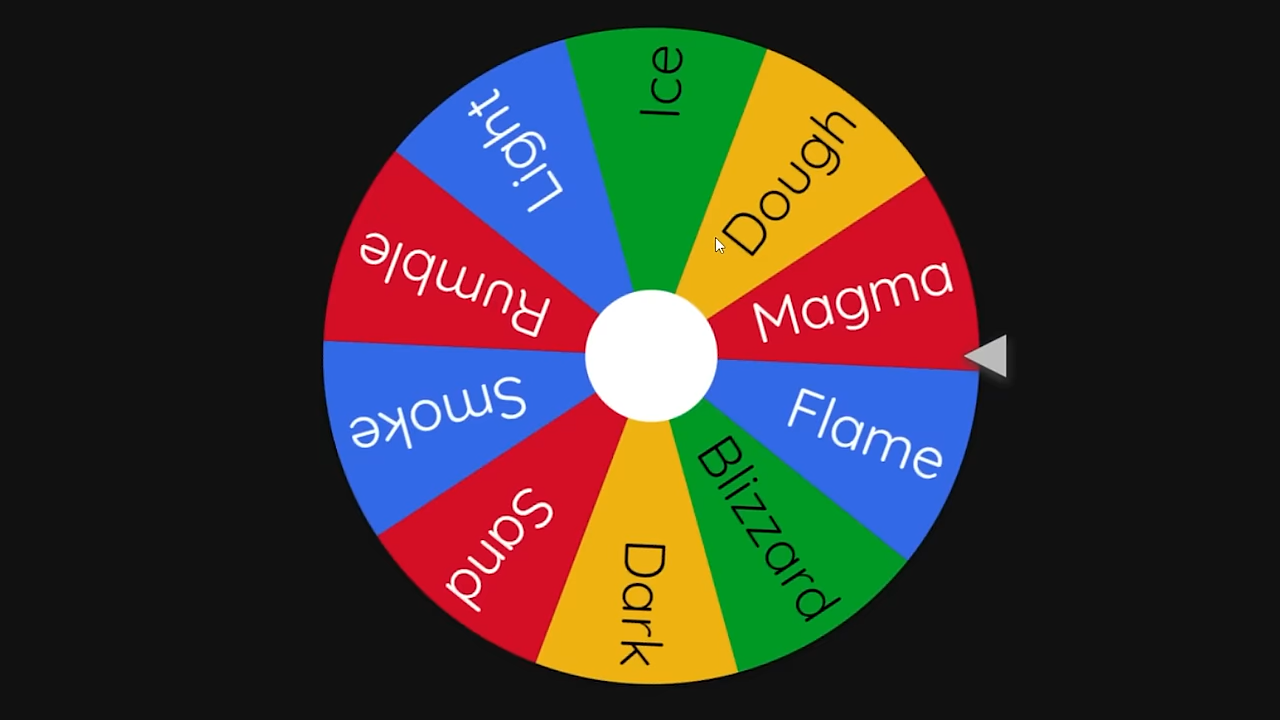 Ice
Dough
Magma
Flame
Blizzard
Dark
Sand
Smoke
Rumble
Light